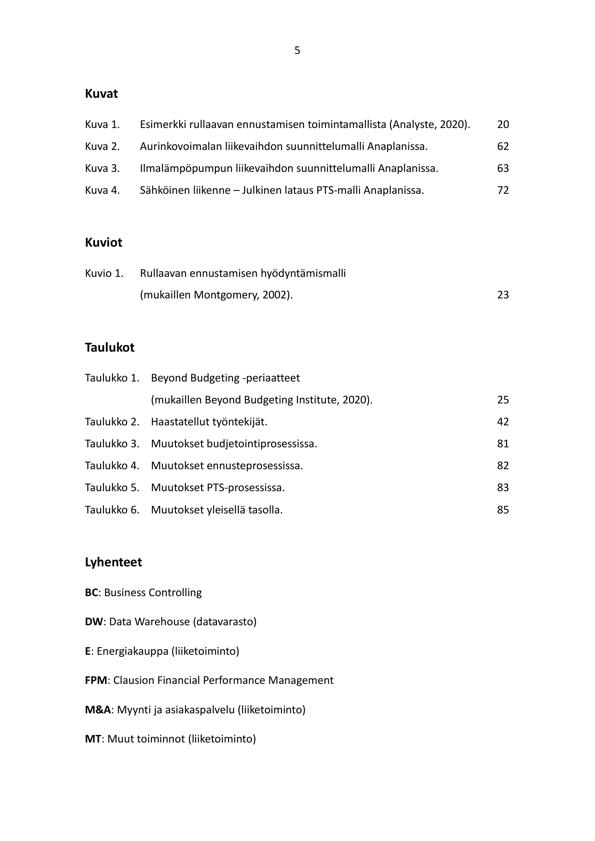 5
Kuvat
Kuva 1. Esimerkki rullaavan ennustamisen toimintamallista (Analyste, 2020). 20
Kuva 2. Aurinkovoimalan liikevaihdon suunnittelumalli Anaplanissa. 62
Kuva 3. Ilmalämpöpumpun liikevaihdon suunnittelumalli Anaplanissa. 63
Kuva 4. Sähköinen liikenne – Julkinen lataus PTS-malli Anaplanissa. 72
Kuviot
Kuvio 1. Rullaavan ennustamisen hyödyntämismalli
(mukaillen Montgomery, 2002). 23
Taulukot
Taulukko 1. Beyond Budgeting -periaatteet
(mukaillen Beyond Budgeting Institute, 2020). 25
Taulukko 2. Haastatellut työntekijät. 42
Taulukko 3. Muutokset budjetointiprosessissa. 81
Taulukko 4. Muutokset ennusteprosessissa. 82
Taulukko 5. Muutokset PTS-prosessissa. 83
Taulukko 6. Muutokset yleisellä tasolla. 85
Lyhenteet
BC: Business Controlling
DW: Data Warehouse (datavarasto)
E: Energiakauppa (liiketoiminto)
FPM: Clausion Financial Performance Management
M&A: Myynti ja asiakaspalvelu (liiketoiminto)
MT: Muut toiminnot (liiketoiminto)